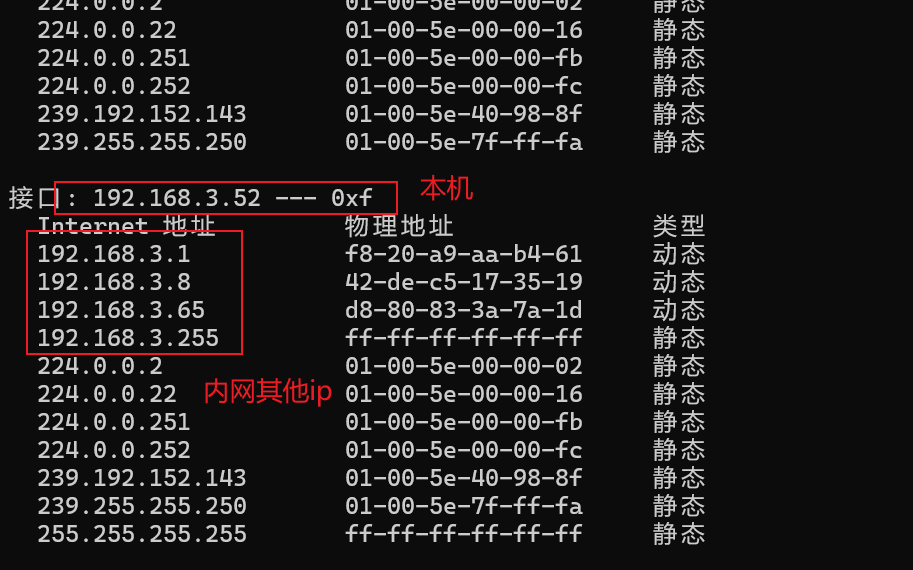 224.0.0.2 01-00-5e-00-00-02 静态
224.0.0.22 01-00-5e-00-00-16 静态
224.0.0.251 01-00-5e-00-00-fb 静态
224.0.0.252 01-00-5e-00-00-fc 静态
239.192.152.143 01-00-5e-40-98-8f 静态
239.255.255.250 01-00-5e-7f-ff-fa 静态
接口: 192.168.3.52 --- 0xf 本机
Internet 地址 物理地址 类型
192.168.3.1 f8-20-a9-aa-b4-61 动态
192.168.3.8 42-de-c5-17-35-19 动态
192.168.3.65 d8-80-83-3a-7a-1d 动态
192.168.3.255 ff-ff-ff-ff-ff-ff 静态
224.0.0.2 01-00-5e-00-00-02 静态
224.0.0.22 内网其他ip 01-00-5e-00-00-16 静态
224.0.0.251 01-00-5e-00-00-fb 静态
224.0.0.252 01-00-5e-00-00-fc 静态
239.192.152.143 01-00-5e-40-98-8f 静态
239.255.255.250 01-00-5e-7f-ff-fa 静态
255.255.255.255 ff-ff-ff-ff-ff-ff 静态